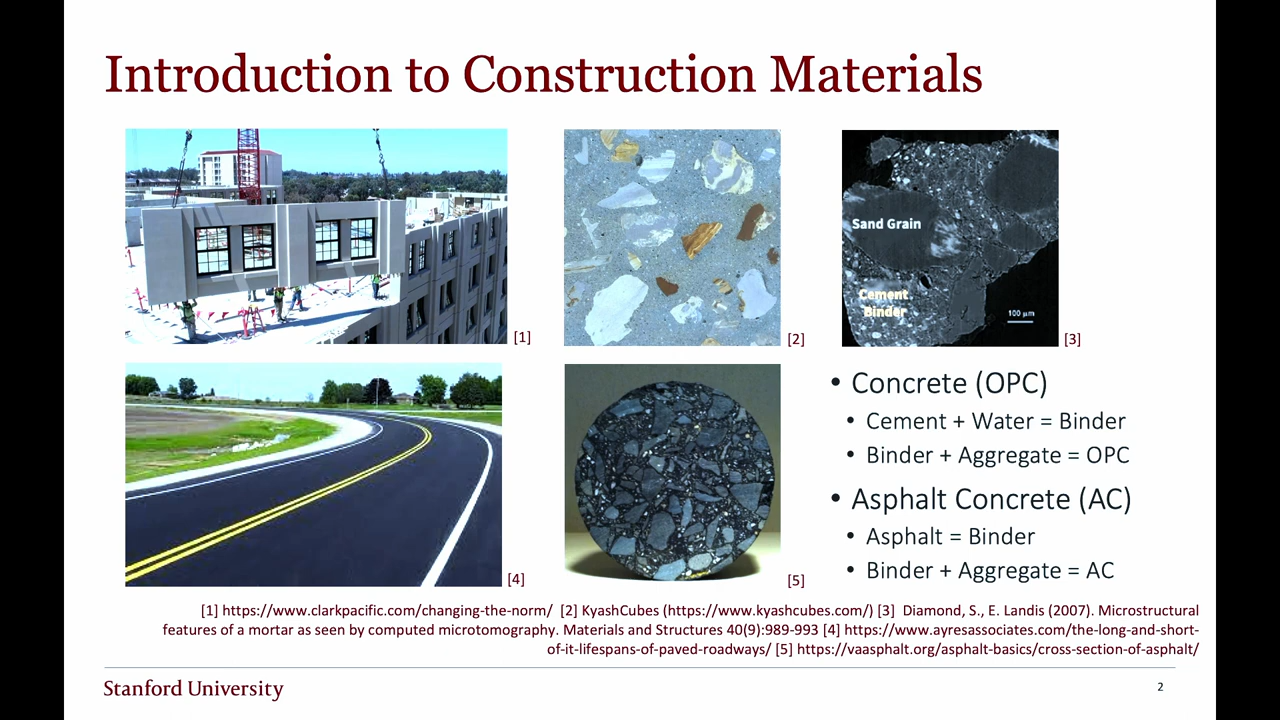 Introduction to Construction Materials
[1]
[2]
Sand Grain
Cement
Binder
100 μm
[3]
[4]
[5]
• Concrete (OPC)
• Cement + Water = Binder
• Binder + Aggregate = OPC
• Asphalt Concrete (AC)
• Asphalt = Binder
• Binder + Aggregate = AC
[1] https://www.clarkpacific.com/changing-the-norm/ [2] KyashCubes (https://www.kyashcubes.com/) [3] Diamond, S., E. Landis (2007). Microstructural
features of a mortar as seen by computed microtomography. Materials and Structures 40(9):989-993 [4] https://www.ayresassociates.com/the-long-and-short-
of-it-lifespans-of-paved-roadways/ [5] https://vaasphalt.org/asphalt-basics/cross-section-of-asphalt/
Stanford University
2